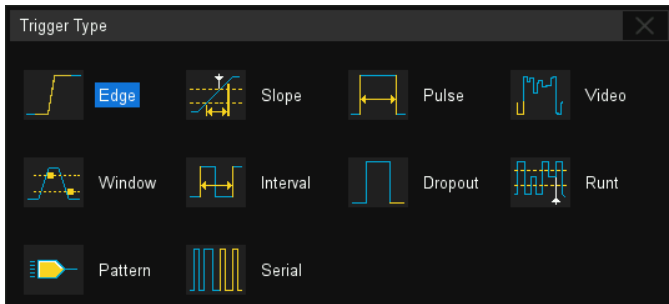 Trigger Type
Edge Slope Pulse Video
Window Interval Dropout Runt
Pattern Serial